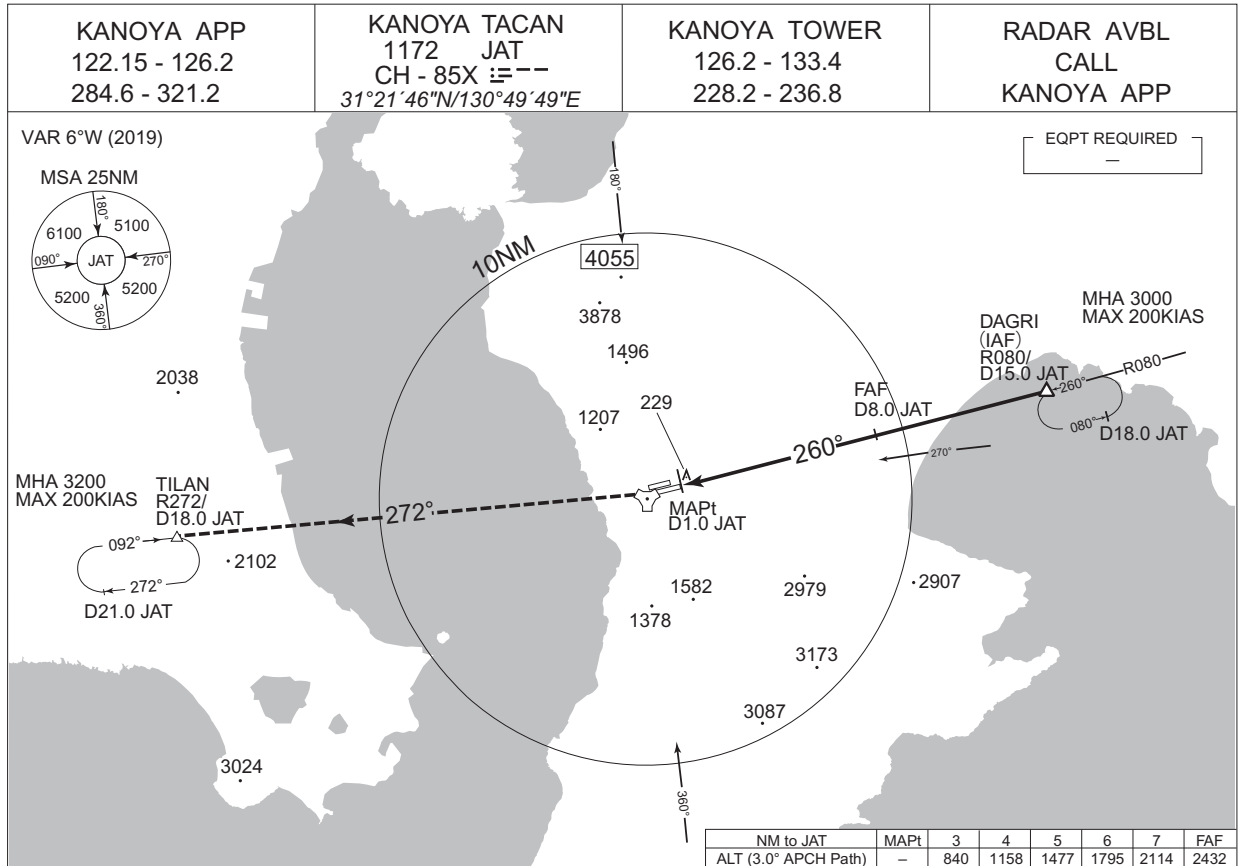 KANOYA APP
122.15 - 126.2
284.6 - 321.2
KANOYA TACAN
1172 JAT
CH - 85X
31°21´46"N/130°49´49"E
KANOYA TOWER
126.2 - 133.4
228.2 - 236.8
RADAR AVBL
CALL
KANOYA APP
VAR 6°W (2019)
EQPT REQUIRED
–
MSA 25NM
180°
6100
5100
090°
JAT
270°
5200
5200
360°
180°
10NM
4055
3878
1496
2038
1207
229
FAF
D8.0 JAT
DAGRI
(IAF)
R080/
D15.0 JAT
MHA 3000
MAX 200KIAS
R080
260°
080°
D18.0 JAT
260°
270°
MHA 3200
MAX 200KIAS
TILAN
R272/
D18.0 JAT
272°
A
MAPt
D1.0 JAT
092°
272°
D21.0 JAT
2102
1582
1378
2979
2907
3173
3087
3024
360°
NM to JAT MAPt 3 4 5 6 7 FAF
ALT (3.0° APCH Path) – 840 1158 1477 1795 2114 2432